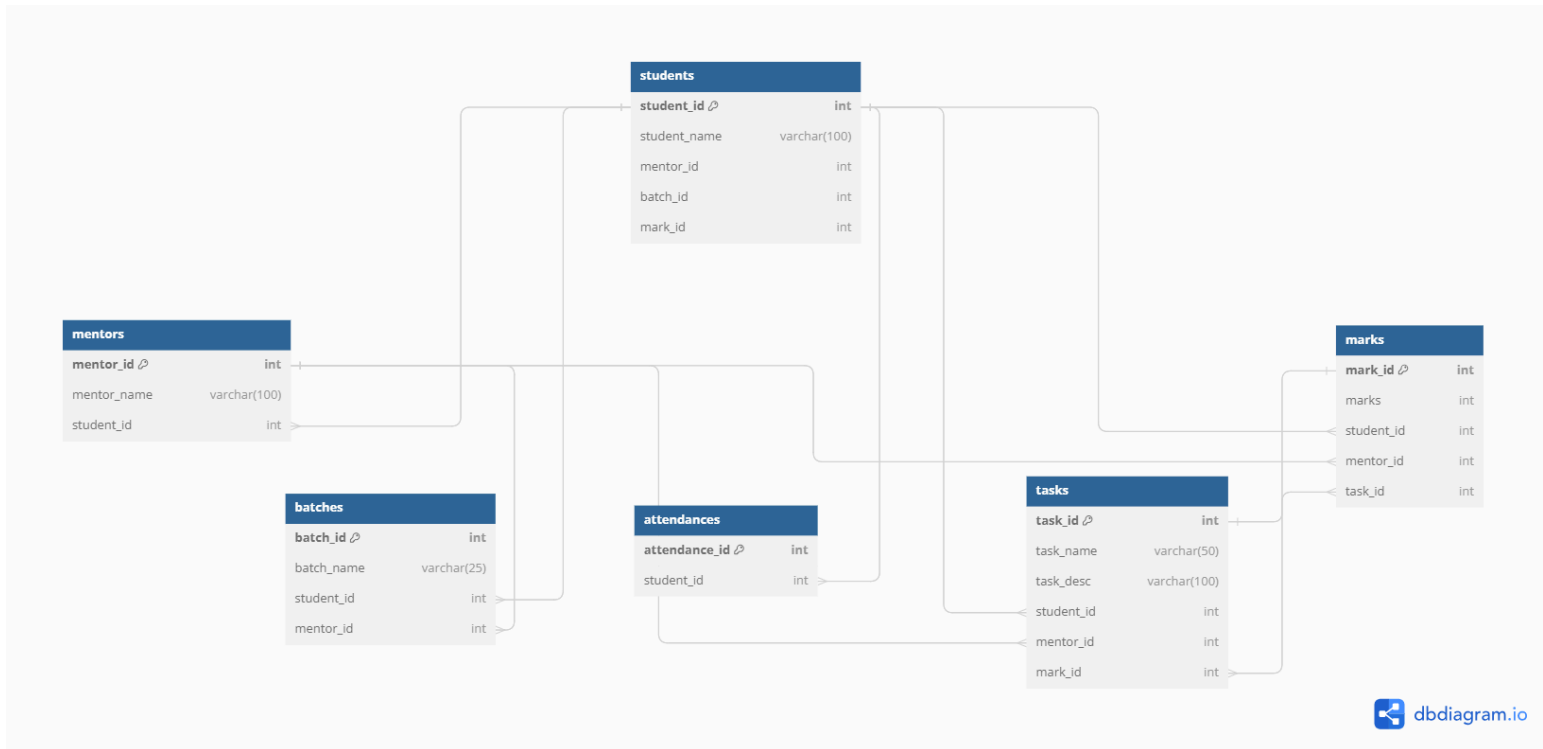 students
student_id int
student_name varchar(100)
mentor_id int
batch_id int
mark_id int
mentors
mentor_id int
mentor_name varchar(100)
student_id int
marks
mark_id int
marks int
student_id int
mentor_id int
task_id int
batches
batch_id int
batch_name varchar(25)
student_id int
mentor_id int
attendances
attendance_id int
student_id int
tasks
task_id int
task_name varchar(50)
task_desc varchar(100)
student_id int
mentor_id int
mark_id int
dbdiagram.io